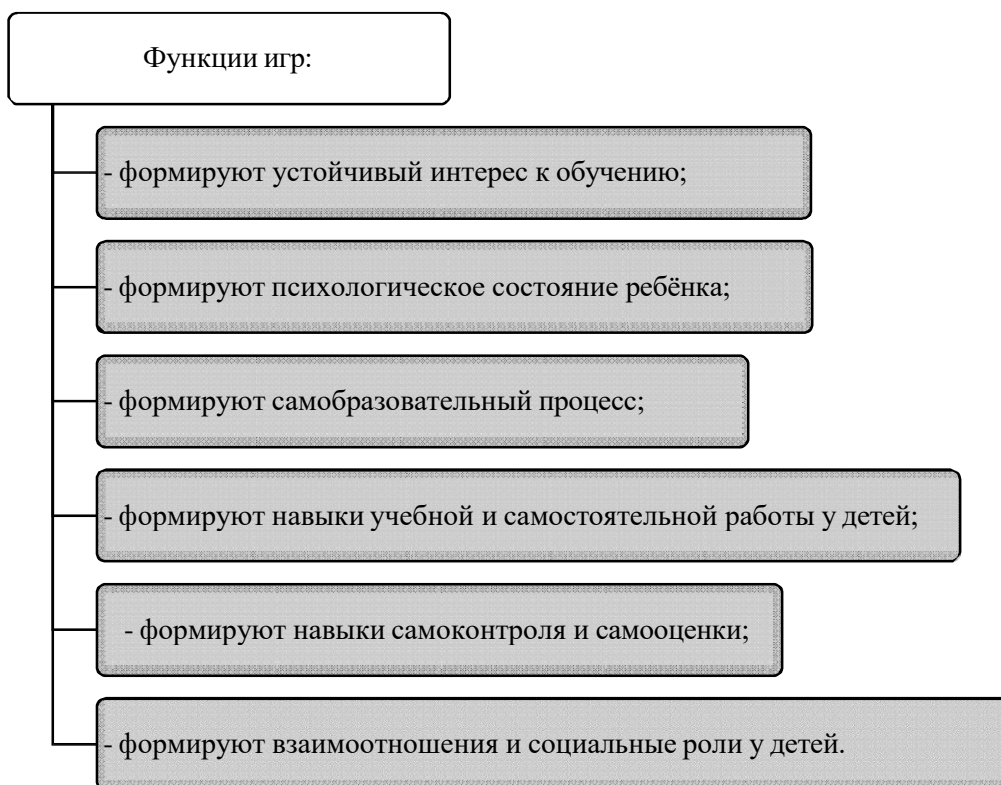 Функции игр:
- формируют устойчивый интерес к обучению;
- формируют психологическое состояние ребёнка;
- формируют самобразовательный процесс;
- формируют навыки учебной и самостоятельной работы у детей;
- формируют навыки самоконтроля и самооценки;
- формируют взаимоотношения и социальные роли у детей.